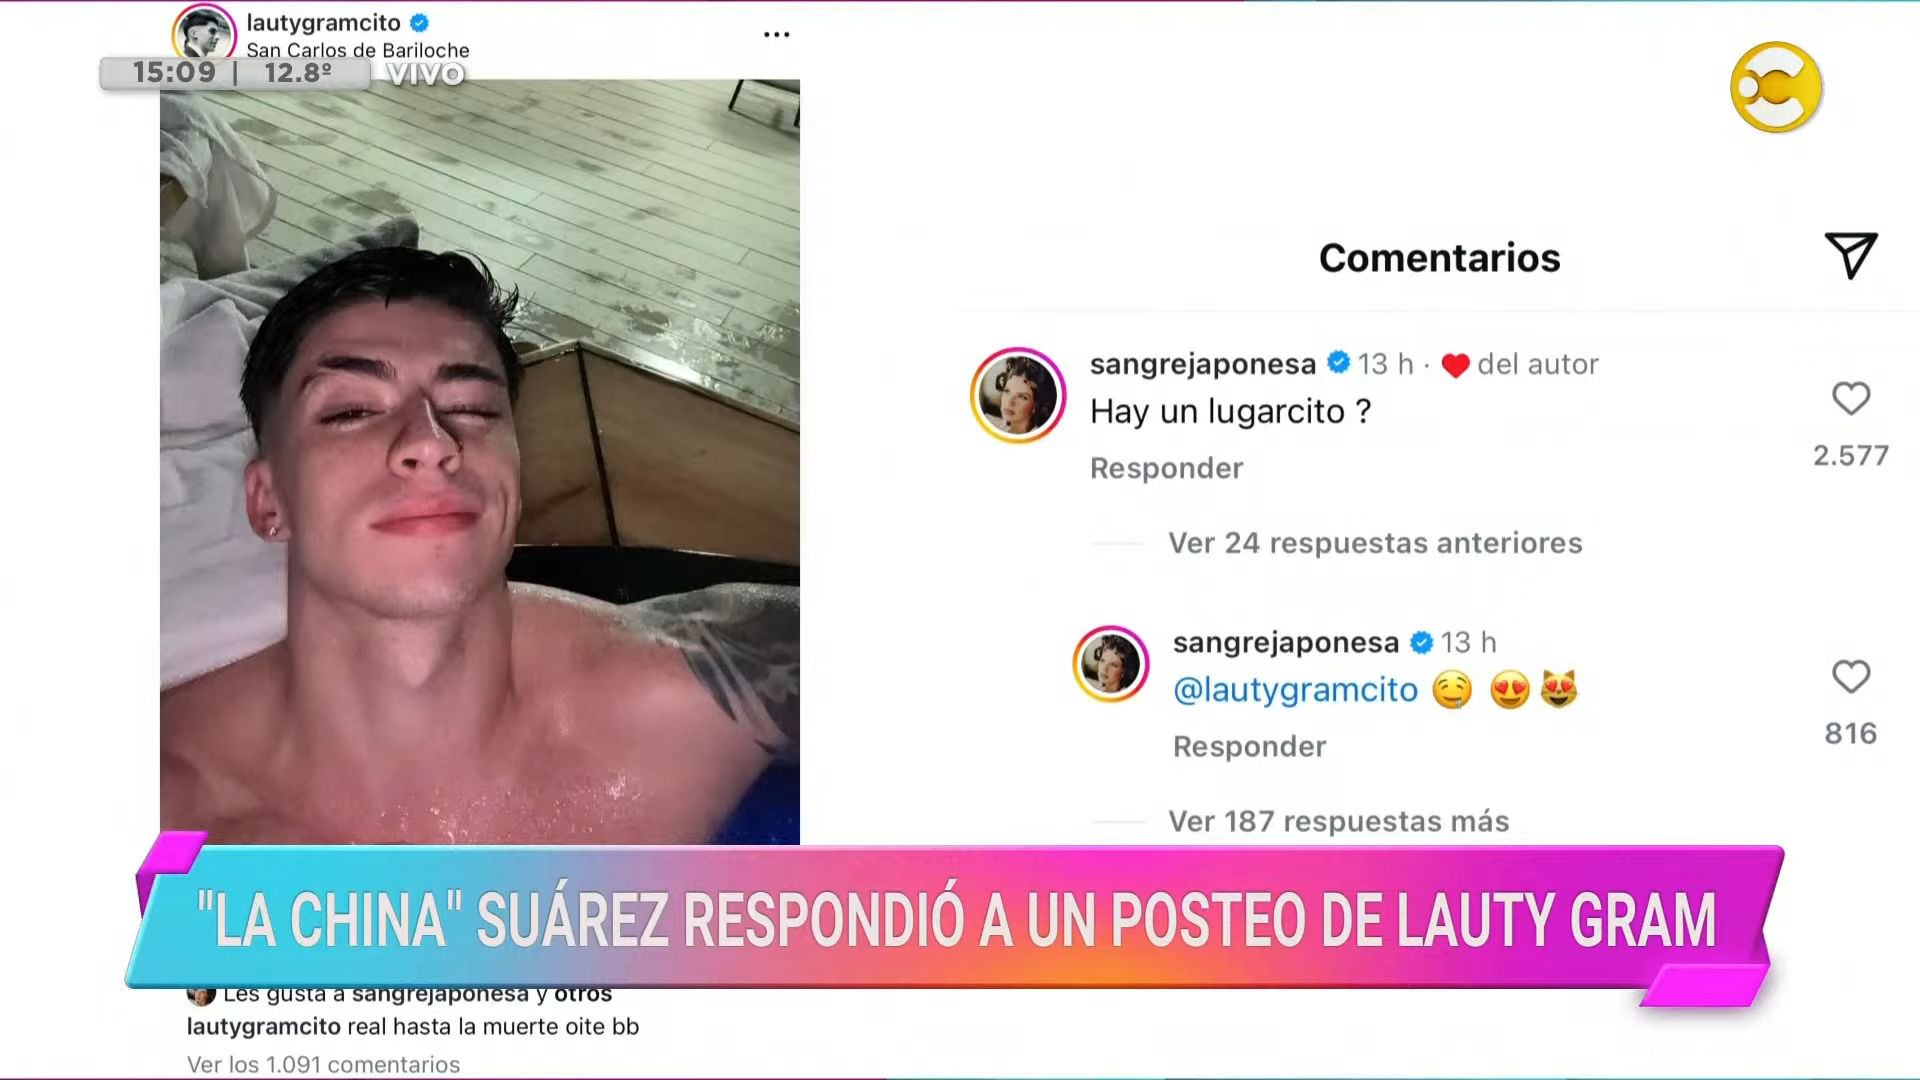 lautygramcito
San Carlos de Bariloche
15:09 | 12.8º VIVO
Comentarios
sangrejaponesa 13 h · ❤️ del autor
Hay un lugarcito ?
2.577
Responder
Ver 24 respuestas anteriores
sangrejaponesa 13 h
@lautygramcito 🤤 😍 😻
816
Responder
Ver 187 respuestas más
"LA CHINA" SUÁREZ RESPONDIÓ A UN POSTEO DE LAUTY GRAM
Les gusta a sangrejaponesa y otros
lautygramcito real hasta la muerte oite bb
Ver los 1.091 comentarios